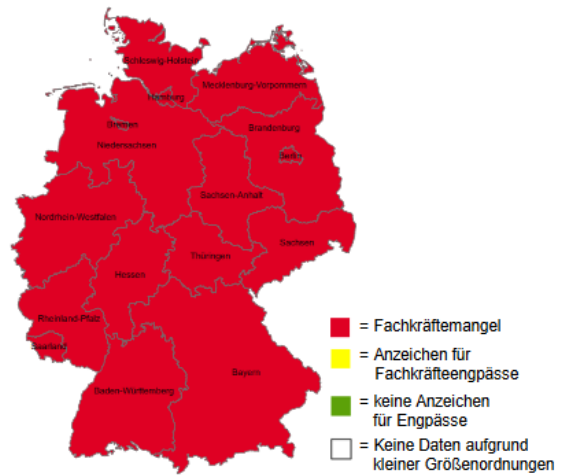 Schleswig-Holstein
Mecklenburg-Vorpommern
Hamburg
Bremen
Brandenburg
Niedersachsen
Berlin
Sachsen-Anhalt
Nordrhein-Westfalen
Sachsen
Thüringen
Hessen
Rheinland-Pfalz
Saarland
Bayern
Baden-Württemberg
= Fachkräftemangel
= Anzeichen für
Fachkräfteengpässe
= keine Anzeichen
für Engpässe
= Keine Daten aufgrund
kleiner Größenordnungen